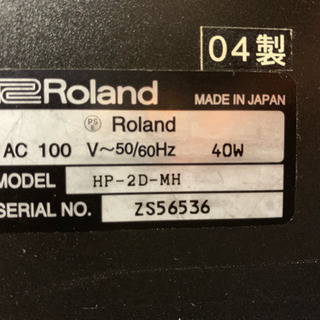 04製
Roland
MADE IN JAPAN
PS E Roland
AC 100 V~50/60Hz 40W
MODEL HP-2D-MH
SERIAL NO. ZS56536